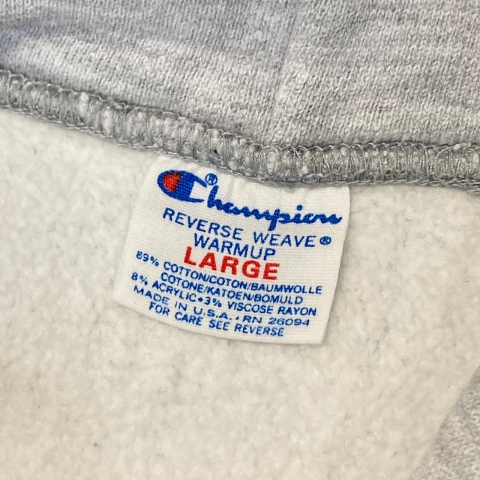 Champion®
REVERSE WEAVE®
WARMUP
LARGE
89% COTTON/COTON/BAUMWOLLE
COTONE/KATOEN/BOMULD
8% ACRYLIC•3% VISCOSE RAYON
MADE IN U.S.A. • RN 26094
FOR CARE SEE REVERSE